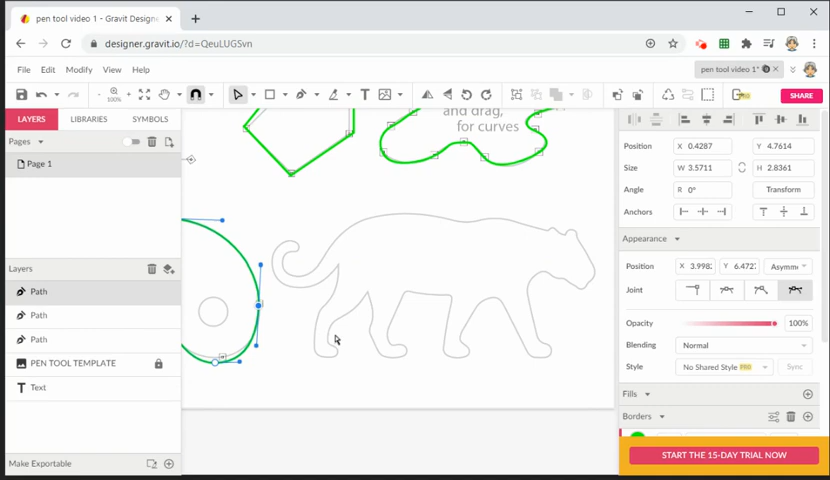 pen tool video 1 - Gravit Designe
designer.gravit.io/?d=QeuLUGSvn
File Edit Modify View Help
pen tool video 1*
100%
SHARE
LAYERS LIBRARIES SYMBOLS
Pages
Page 1
Layers
Path
Path
Path
PEN TOOL TEMPLATE
Text
Make Exportable
and drag,
for curves
Position X 0.4287 Y 4.7614
Size W 3.5711 H 2.8361
Angle R 0° Transform
Anchors
Appearance
Position X 3.998 Y 6.472 Asymm
Joint
Opacity 100%
Blending Normal
Style No Shared Style PRO Sync
Fills
Borders
START THE 15-DAY TRIAL NOW